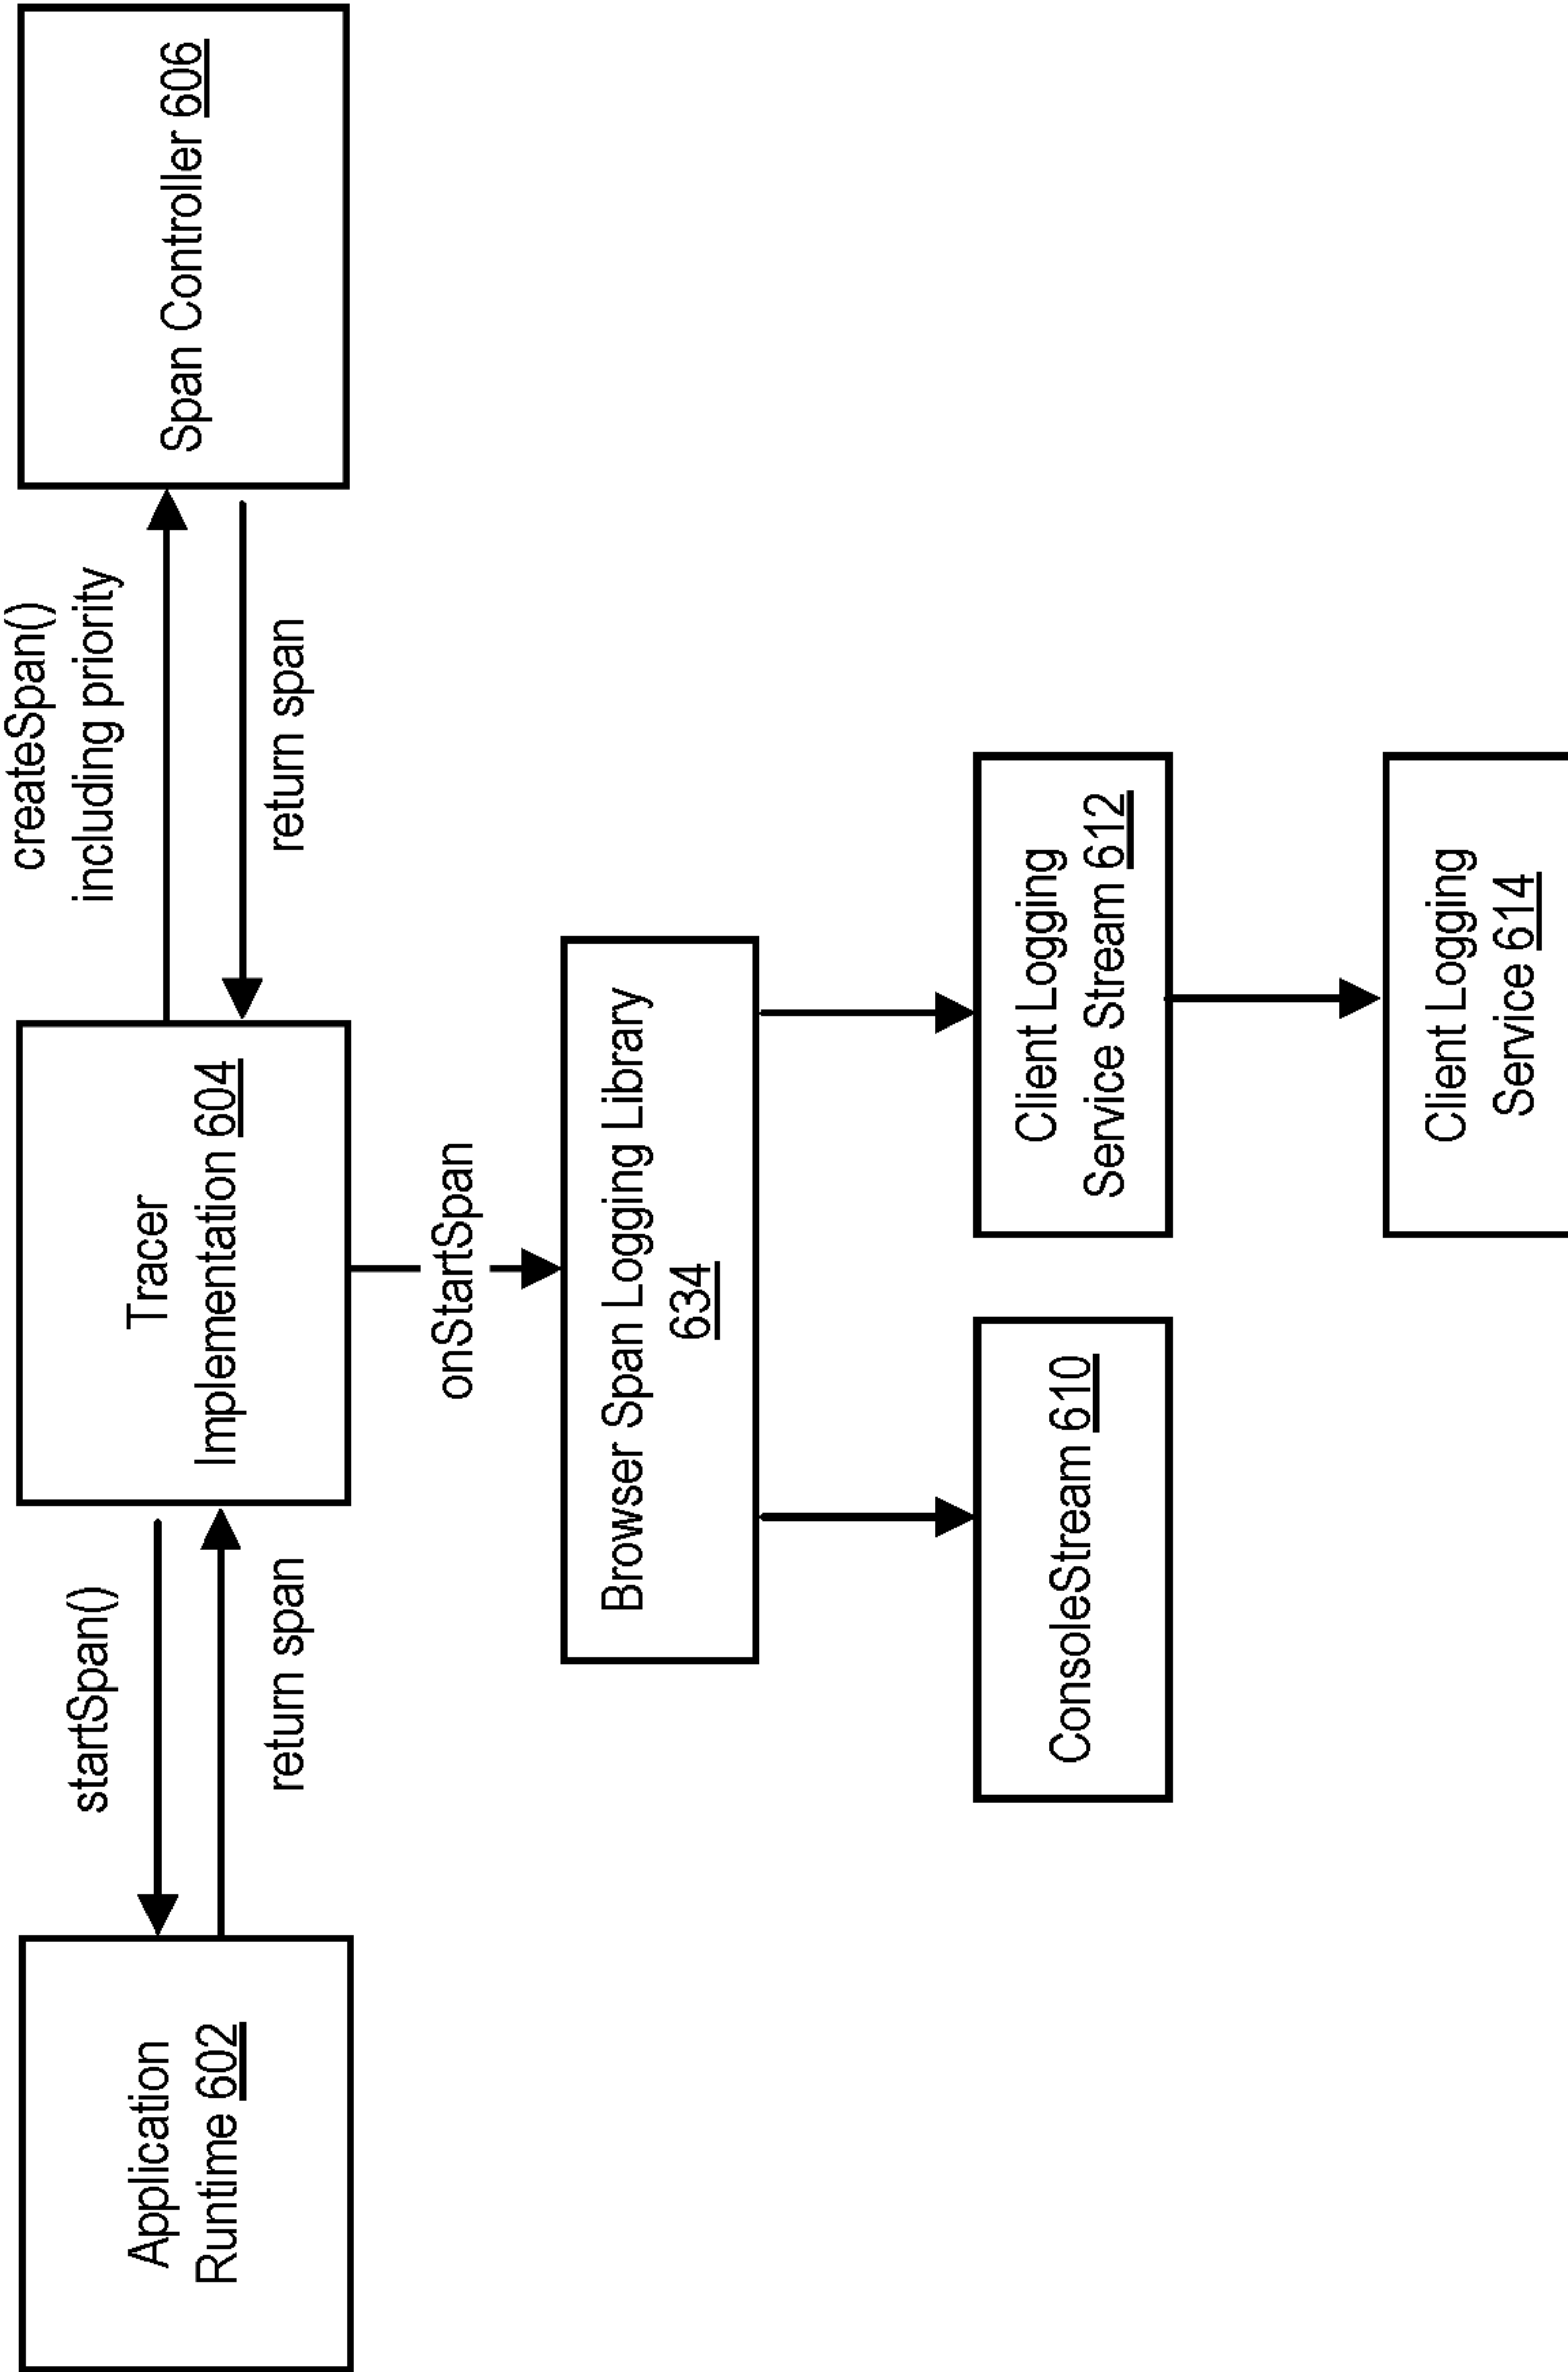 Application
Runtime 602
startSpan()
return span
Tracer
Implementation 604
createSpan()
including priority
return span
Span Controller 606
onStartSpan
Browser Span Logging Library
634
ConsoleStream 610
Client Logging
Service Stream 612
Client Logging
Service 614